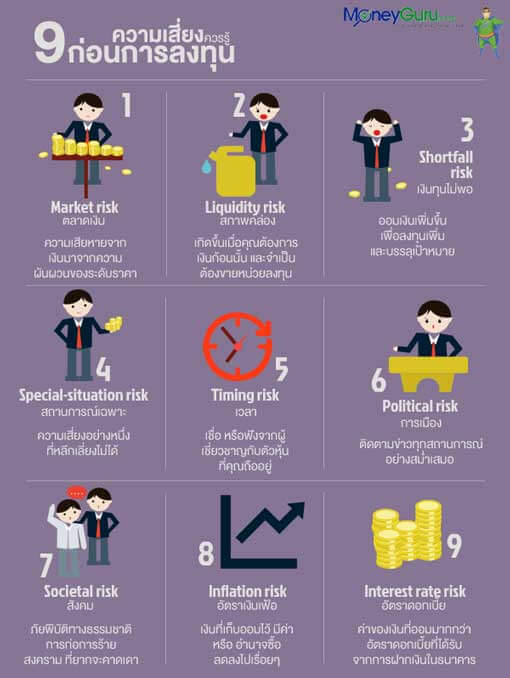 MoneyGuru
9 ความเสี่ยงควรรู้
ก่อนการลงทุน
1
Market risk
ตลาดเงิน
ความเสียหายจาก
เงินมาจากความ
ผันผวนของระดับราคา
2
Liquidity risk
สภาพคล่อง
เกิดขึ้นเมื่อคุณต้องการ
เงินก้อนนั้น และจำเป็น
ต้องขายหน่วยลงทุน
3
Shortfall
risk
เงินทุนไม่พอ
ออมเงินเพิ่มขึ้น
เพื่อลงทุนเพิ่ม
และบรรลุเป้าหมาย
4
Special-situation risk
สถานการณ์เฉพาะ
ความเสี่ยงอย่างหนึ่ง
ที่หลีกเลี่ยงไม่ได้
5
Timing risk
เวลา
เชื่อ หรือฟังจากผู้
เชี่ยวชาญกับตัวหุ้น
ที่คุณถืออยู่
6
Political risk
การเมือง
ติดตามข่าวทุกสถานการณ์
อย่างสม่ำเสมอ
7
Societal risk
สังคม
ภัยพิบัติทางธรรมชาติ
การก่อการร้าย
สงคราม ที่ยากจะคาดเดา
8
Inflation risk
อัตราเงินเฟ้อ
เงินที่เก็บออมไว้ มีค่า
หรือ อำนาจซื้อ
ลดลงไปเรื่อยๆ
9
Interest rate risk
อัตราดอกเบี้ย
ค่าของเงินที่ออมมากกว่า
อัตราดอกเบี้ยที่ได้รับ
จากการฝากเงินในธนาคาร